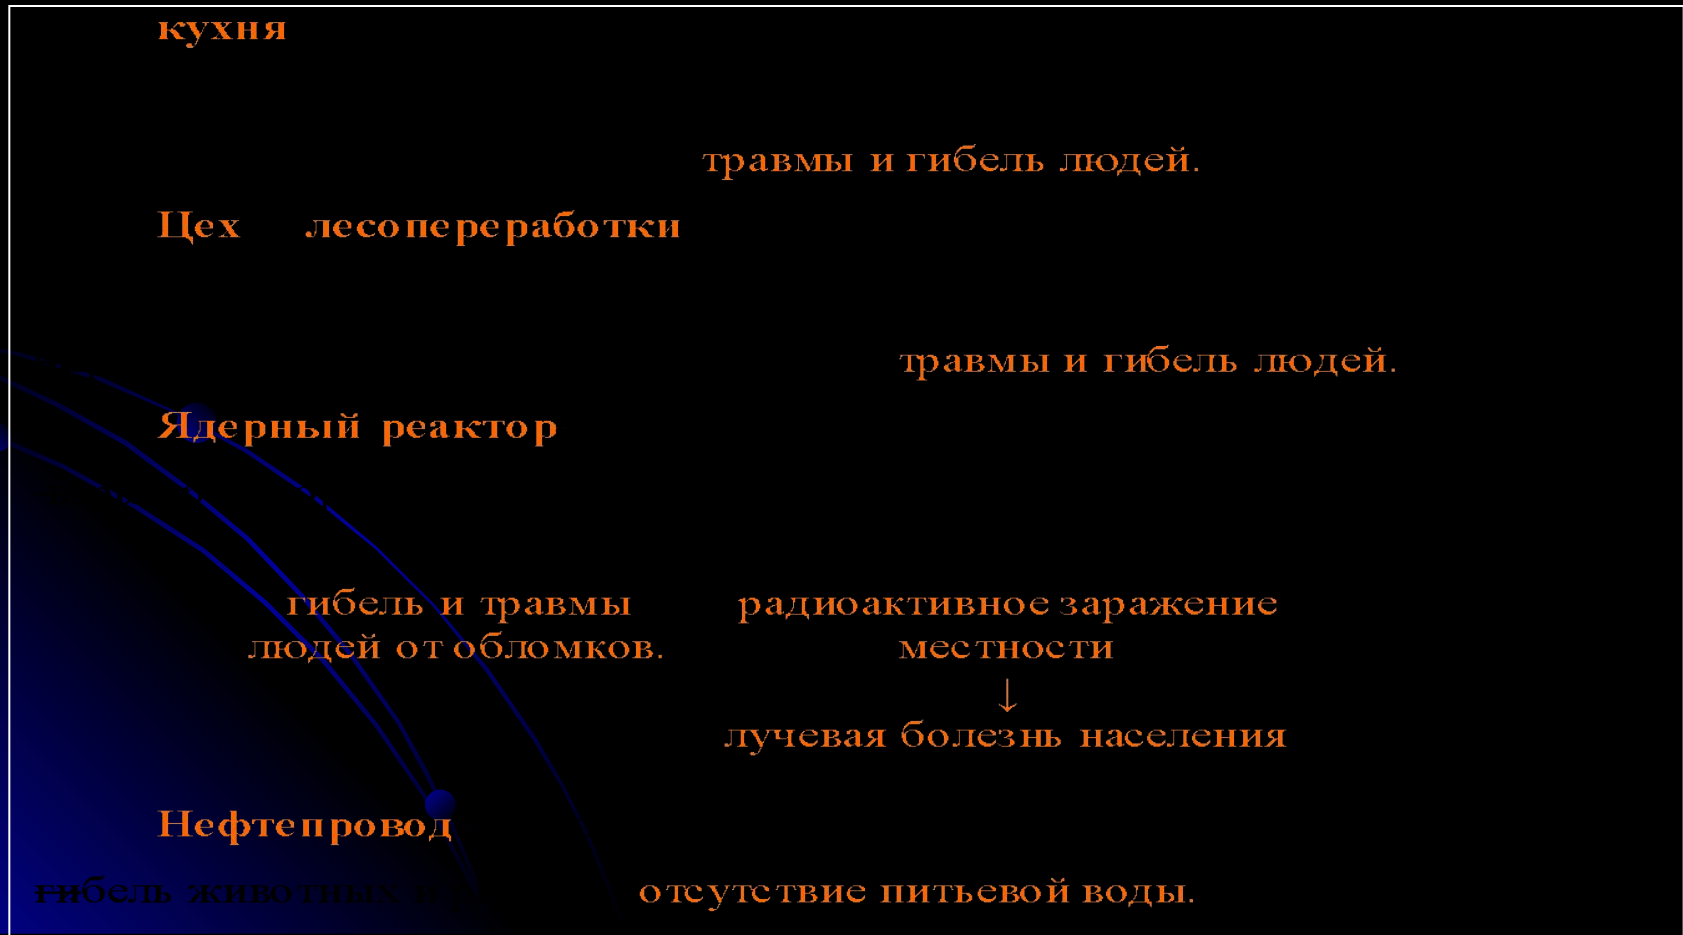 кухня
травмы и гибель людей.
Цех лесопереработки
травмы и гибель людей.
Ядерный реактор
гибель и травмы радиоактивное заражение
людей от обломков. местности
↓
лучевая болезнь населения
Нефтепровод
гибель животных и отсутствие питьевой воды.